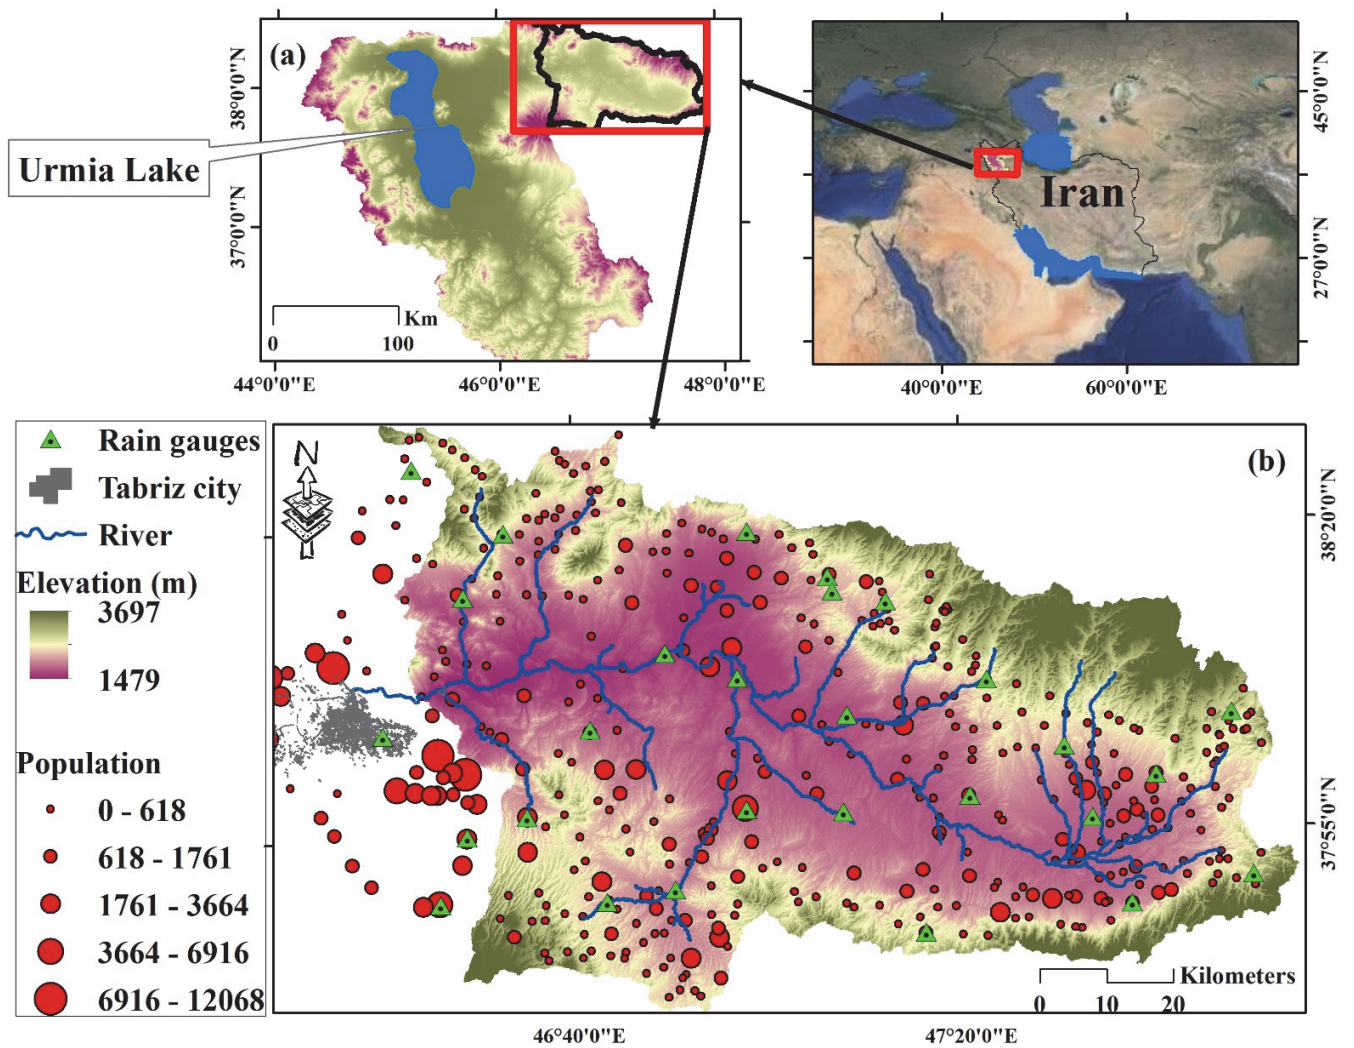 (a)
38°0'0"N
37°0'0"N
Urmia Lake
Km
0 100
44°0'0"E 46°0'0"E 48°0'0"E
Iran
45°0'0"N
27°0'0"N
40°0'0"E 60°0'0"E
Rain gauges
Tabriz city
River
Elevation (m)
3697
1479
Population
0 - 618
618 - 1761
1761 - 3664
3664 - 6916
6916 - 12068
N
(b)
38°20'0"N
37°55'0"N
Kilometers
0 10 20
46°40'0"E 47°20'0"E